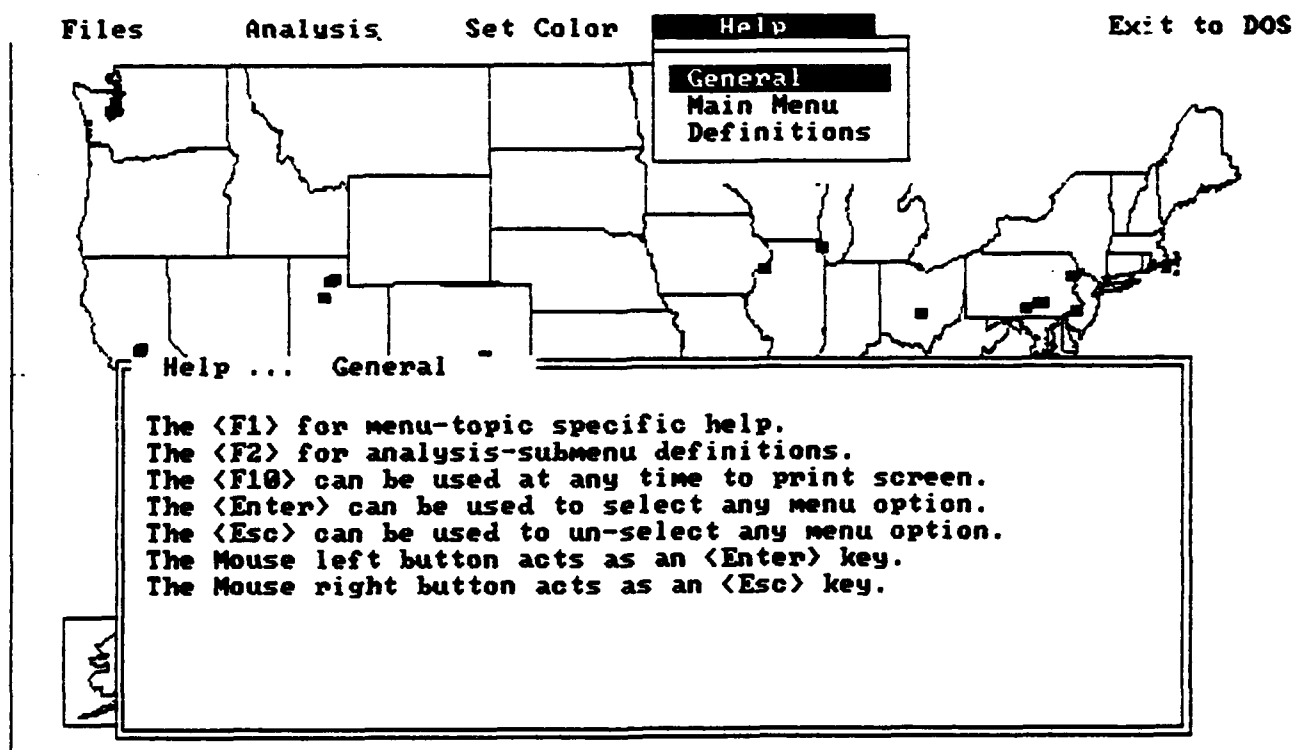 Files Analysis Set Color Help Exit to DOS
General
Main Menu
Definitions
Help ... General
The <F1> for menu-topic specific help.
The <F2> for analysis-submenu definitions.
The <F10> can be used at any time to print screen.
The <Enter> can be used to select any menu option.
The <Esc> can be used to un-select any menu option.
The Mouse left button acts as an <Enter> key.
The Mouse right button acts as an <Esc> key.